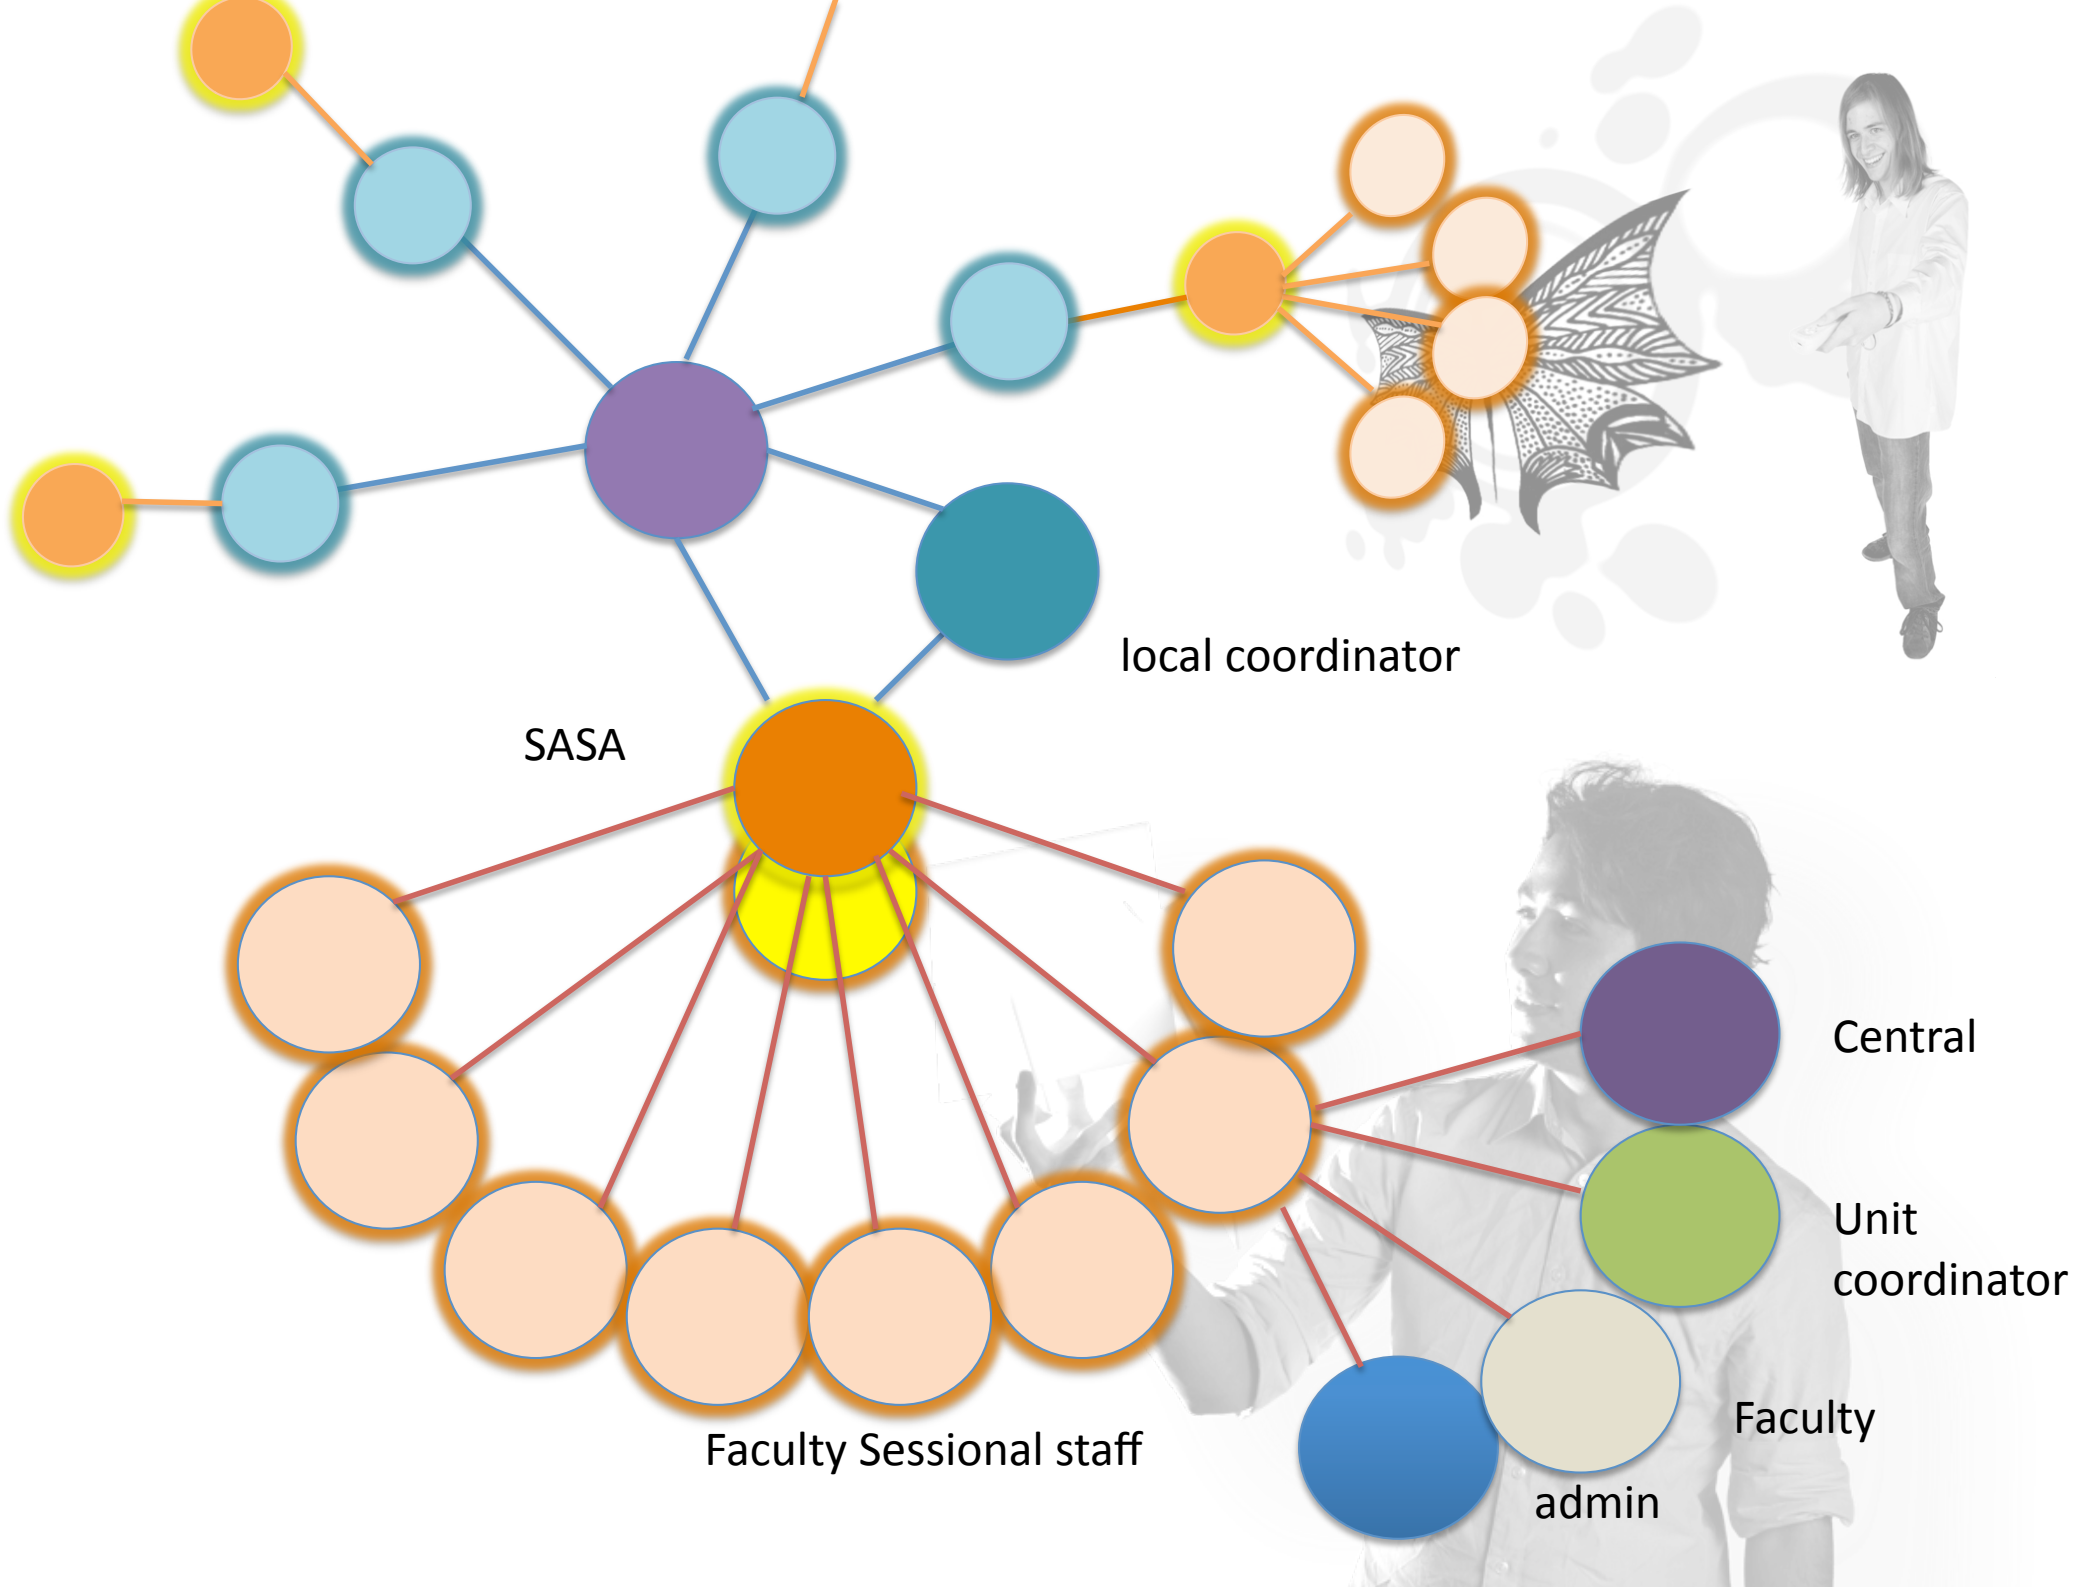 local coordinator
SASA
Central
Unit
coordinator
Faculty
Faculty Sessional staff
admin